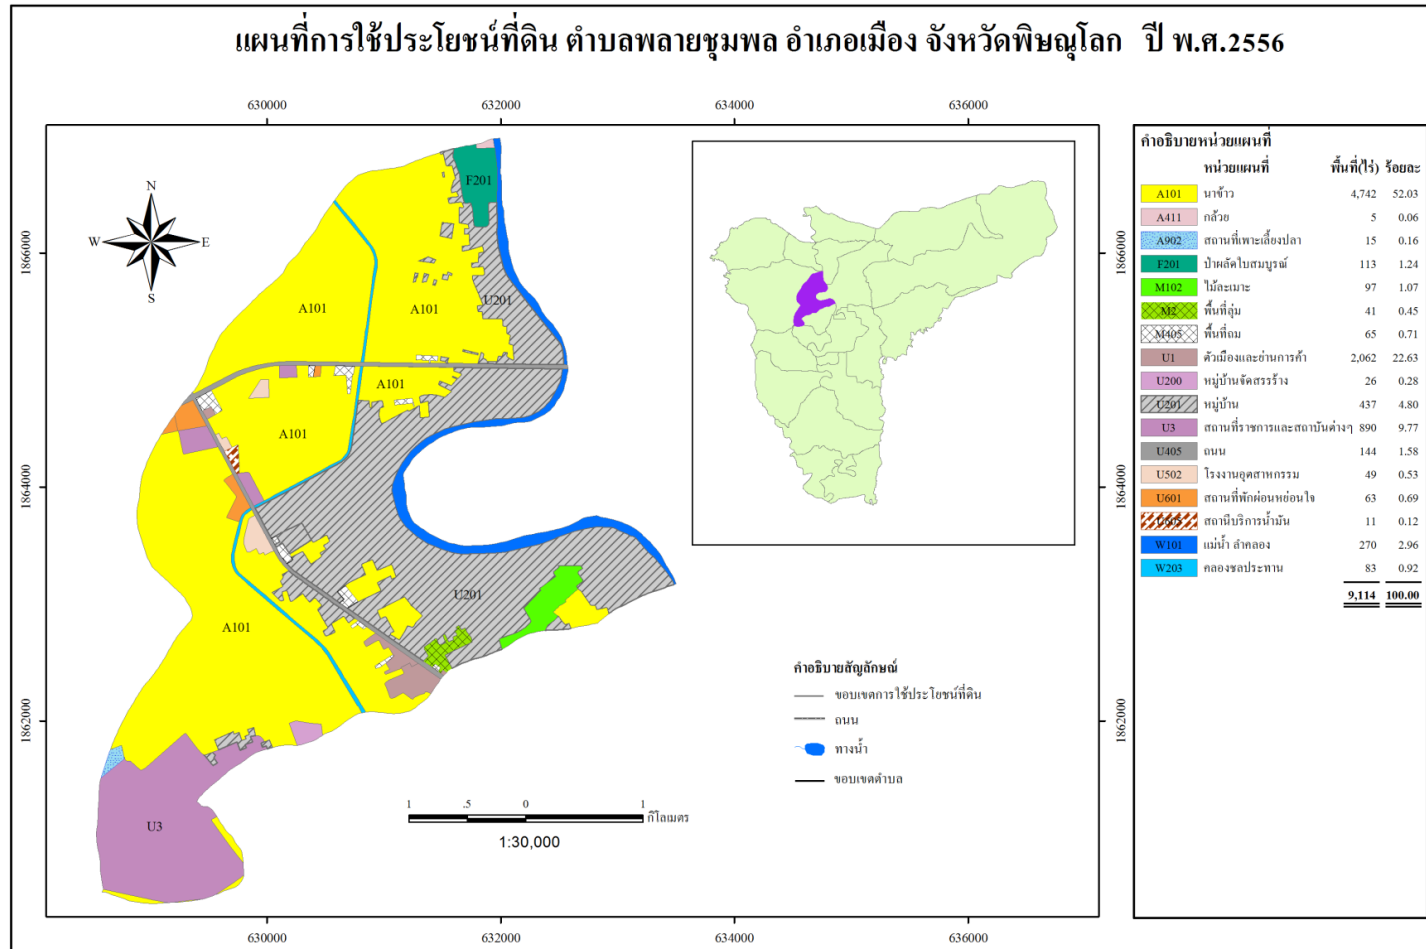 แผนที่การใช้ประโยชน์ที่ดิน ตำบลพลายชุมพล อำเภอเมือง จังหวัดพิษณุโลก ปี พ.ศ.2556
630000 632000 634000 636000
1866000
1864000
1862000
N
W E
S
F201
U201
A101
A101
A101
A101
U201
A101
U3
1866000
1864000
1862000
630000 632000 634000 636000
1 .5 0 1
กิโลเมตร
1:30,000
คำอธิบายสัญลักษณ์
ขอบเขตการใช้ประโยชน์ที่ดิน
ถนน
ทางน้ำ
ขอบเขตตำบล
คำอธิบายหน่วยแผนที่
หน่วยแผนที่ พื้นที่(ไร่) ร้อยละ
A101 นาข้าว 4,742 52.03
A411 กล้วย 5 0.06
A902 สถานที่เพาะเลี้ยงปลา 15 0.16
F201 ป่าผลัดใบสมบูรณ์ 113 1.24
M102 ไม้ละเมาะ 97 1.07
M2 พื้นที่ลุ่ม 41 0.45
M405 พื้นที่ถม 65 0.71
U1 ตัวเมืองและย่านการค้า 2,062 22.63
U200 หมู่บ้านจัดสรรร้าง 26 0.28
U201 หมู่บ้าน 437 4.80
U3 สถานที่ราชการและสถาบันต่างๆ 890 9.77
U405 ถนน 144 1.58
U502 โรงงานอุตสาหกรรม 49 0.53
U601 สถานที่พักผ่อนหย่อนใจ 63 0.69
U605 สถานีบริการน้ำมัน 11 0.12
W101 แม่น้ำ ลำคลอง 270 2.96
W203 คลองชลประทาน 83 0.92
9,114 100.00